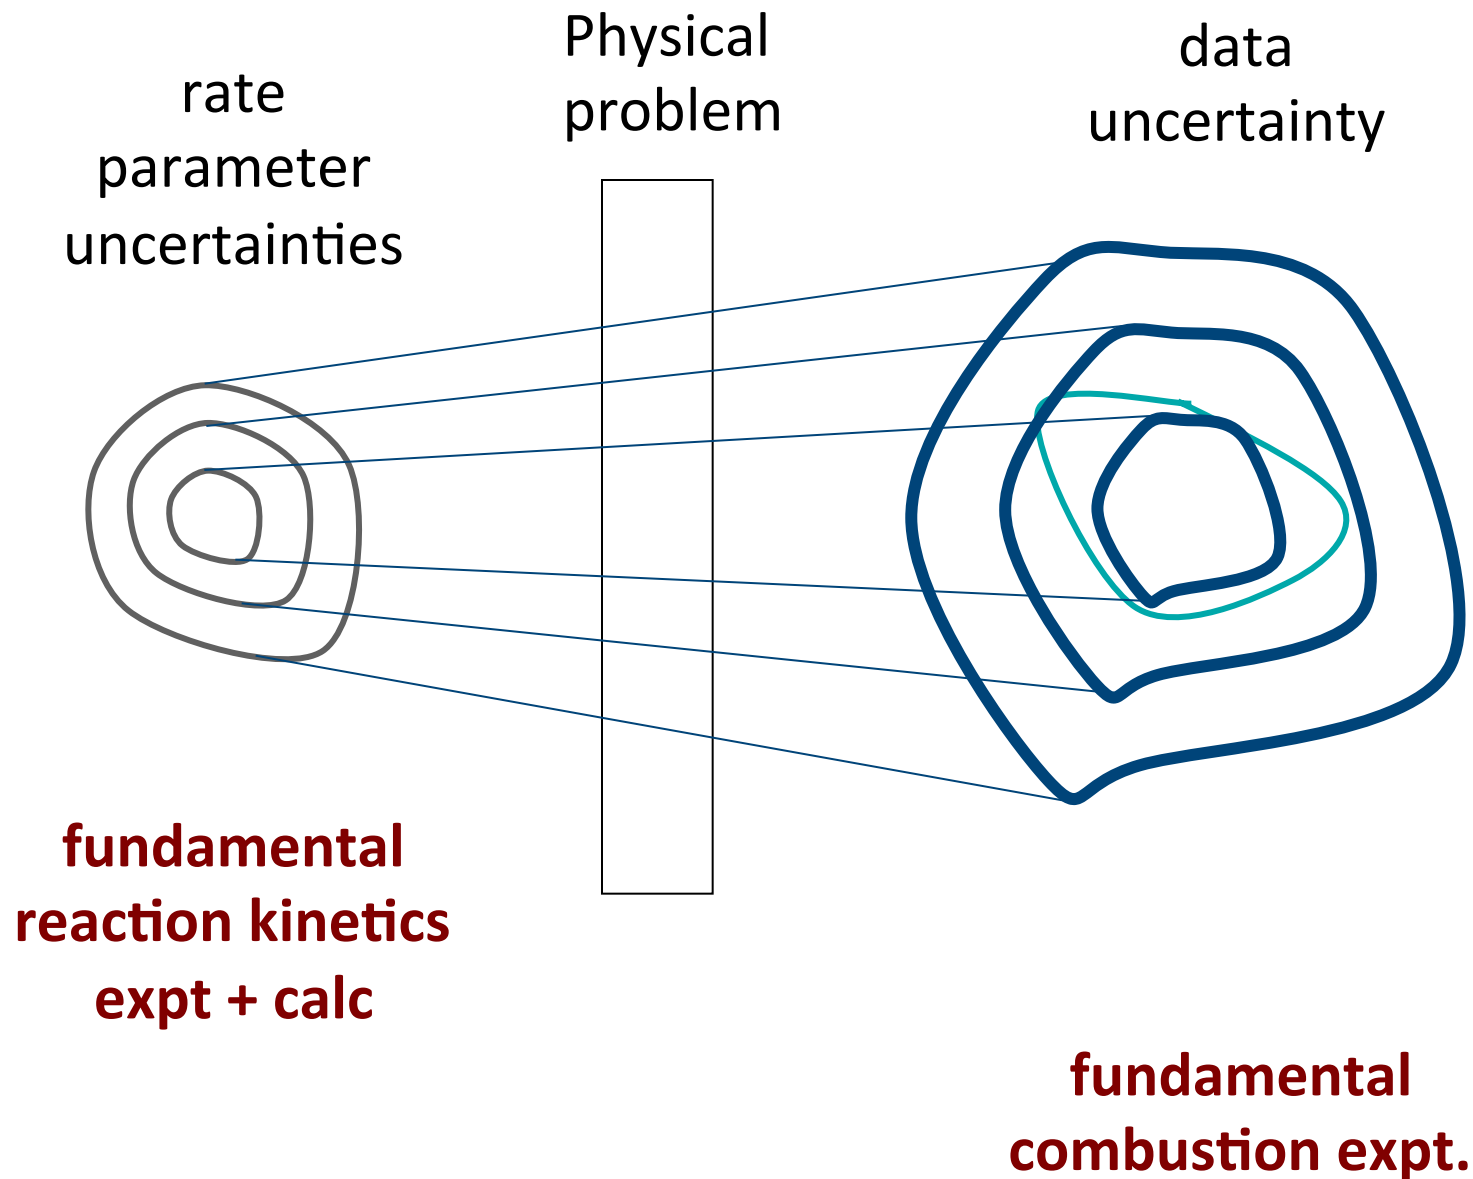 rate
parameter
uncertainties
Physical
problem
data
uncertainty
fundamental
reaction kinetics
expt + calc
fundamental
combustion expt.